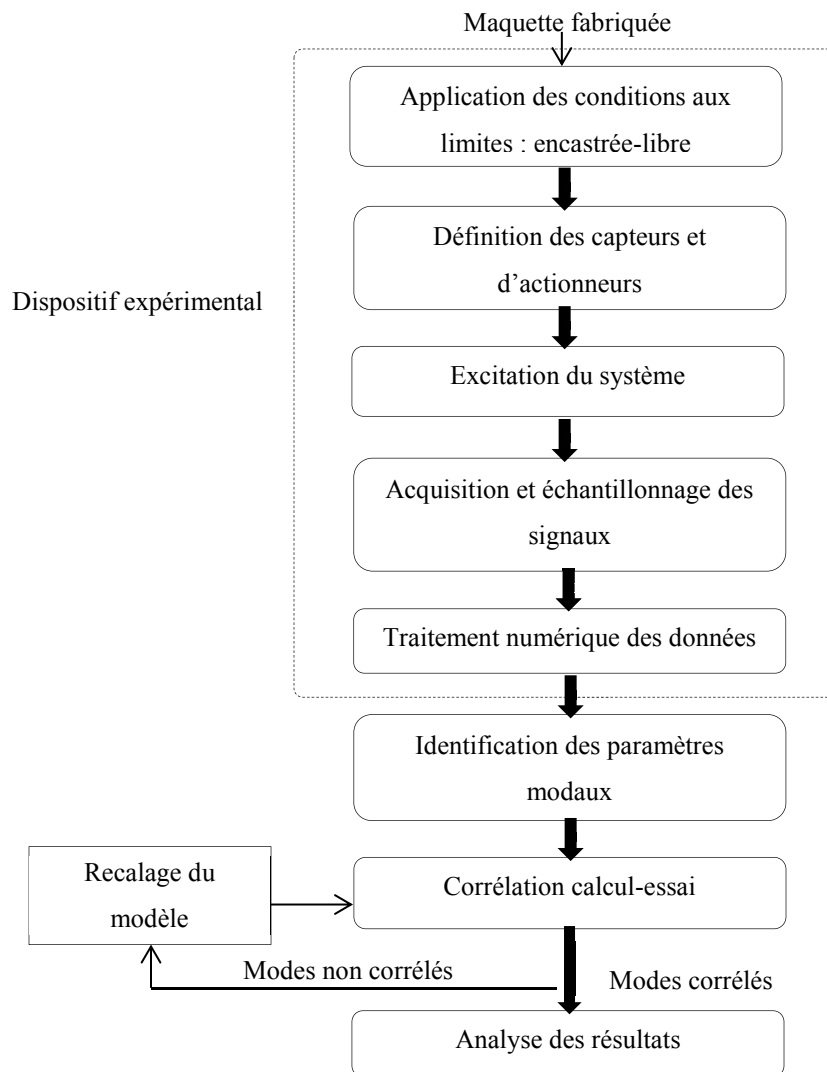 Maquette fabriquée
Application des conditions aux
limites : encastrée-libre
Définition des capteurs et
d’actionneurs
Dispositif expérimental
Excitation du système
Acquisition et échantillonnage des
signaux
Traitement numérique des données
Identification des paramètres
modaux
Recalage du
modèle
Corrélation calcul-essai
Modes non corrélés
Modes corrélés
Analyse des résultats